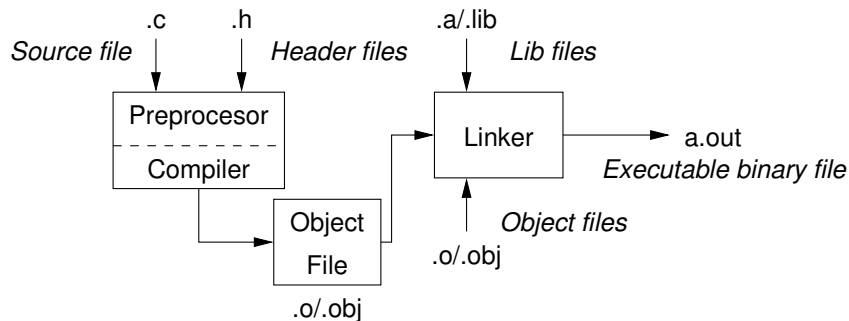 .c
.h
.a/.lib
Source file
Header files
Lib files
Preprocesor
Compiler
Linker
a.out
Executable binary file
Object
File
.o/.obj
Object files
.o/.obj